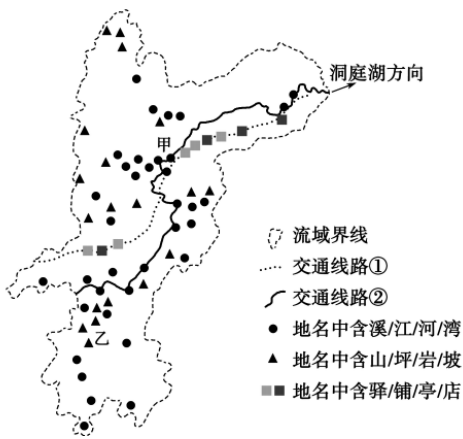 洞庭湖方向
甲
乙
流域界线
交通线路①
交通线路②
地名中含溪/江/河/湾
地名中含山/坪/岩/坡
地名中含驿/铺/亭/店